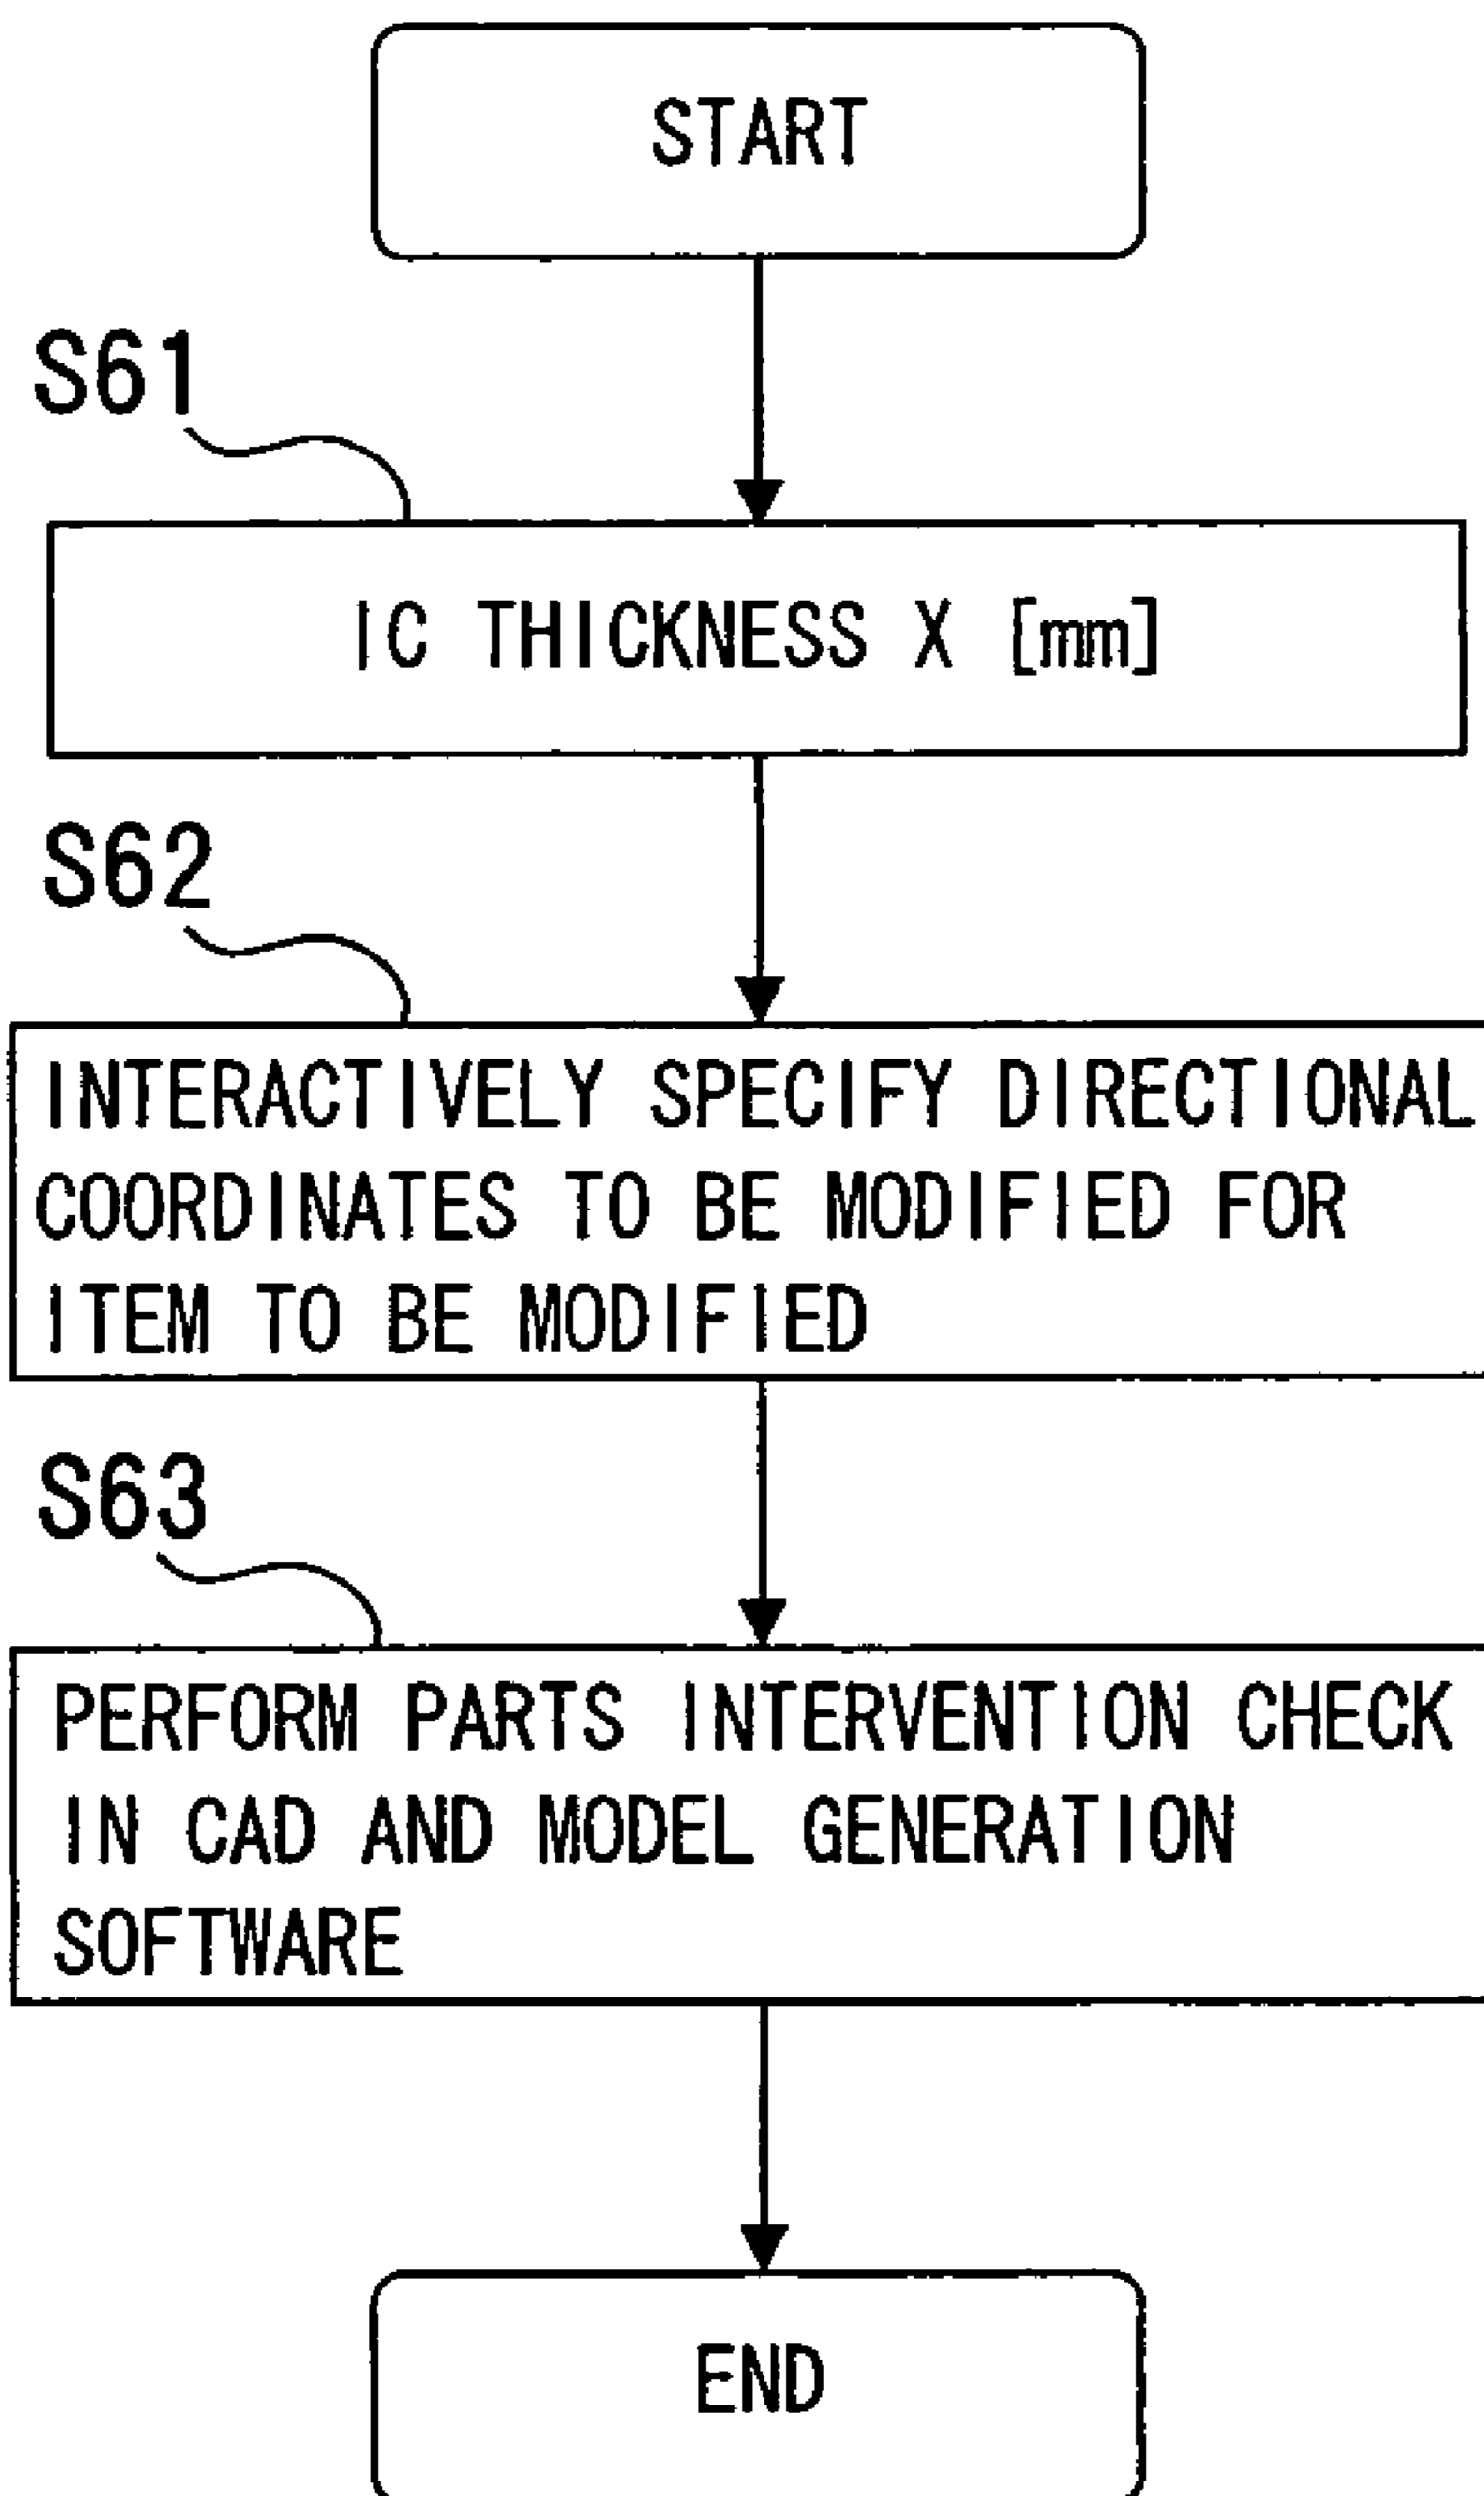 START
S61
IC THICKNESS X [mm]
S62
INTERACTIVELY SPECIFY DIRECTIONAL
COORDINATES TO BE MODIFIED FOR
ITEM TO BE MODIFIED
S63
PERFORM PARTS INTERVENTION CHECK
IN CAD AND MODEL GENERATION
SOFTWARE
END